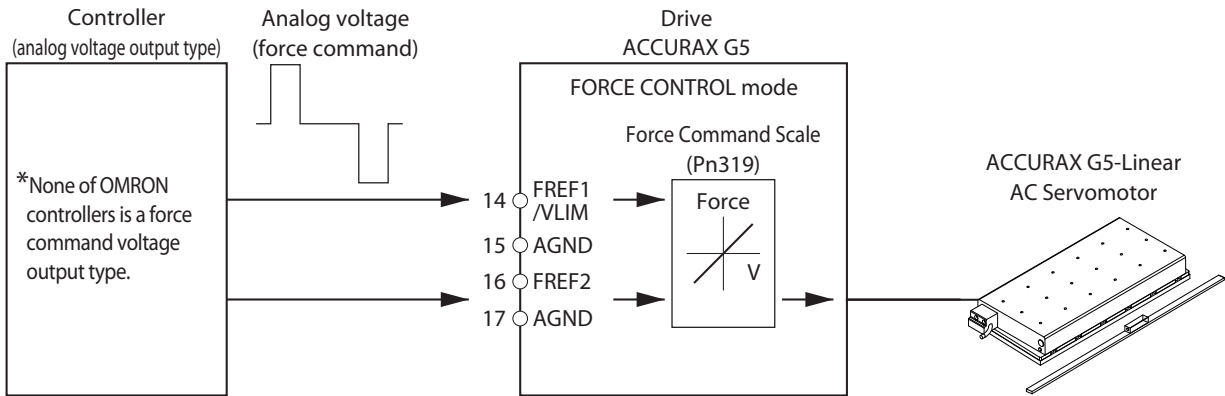 Controller
(analog voltage output type)
Analog voltage
(force command)
Drive
ACCURAX G5
FORCE CONTROL mode
Force Command Scale
(Pn319)
*None of OMRON
controllers is a force
command voltage
output type.
14 FREF1
/VLIM
15 AGND
16 FREF2
17 AGND
Force
V
ACCURAX G5-Linear
AC Servomotor